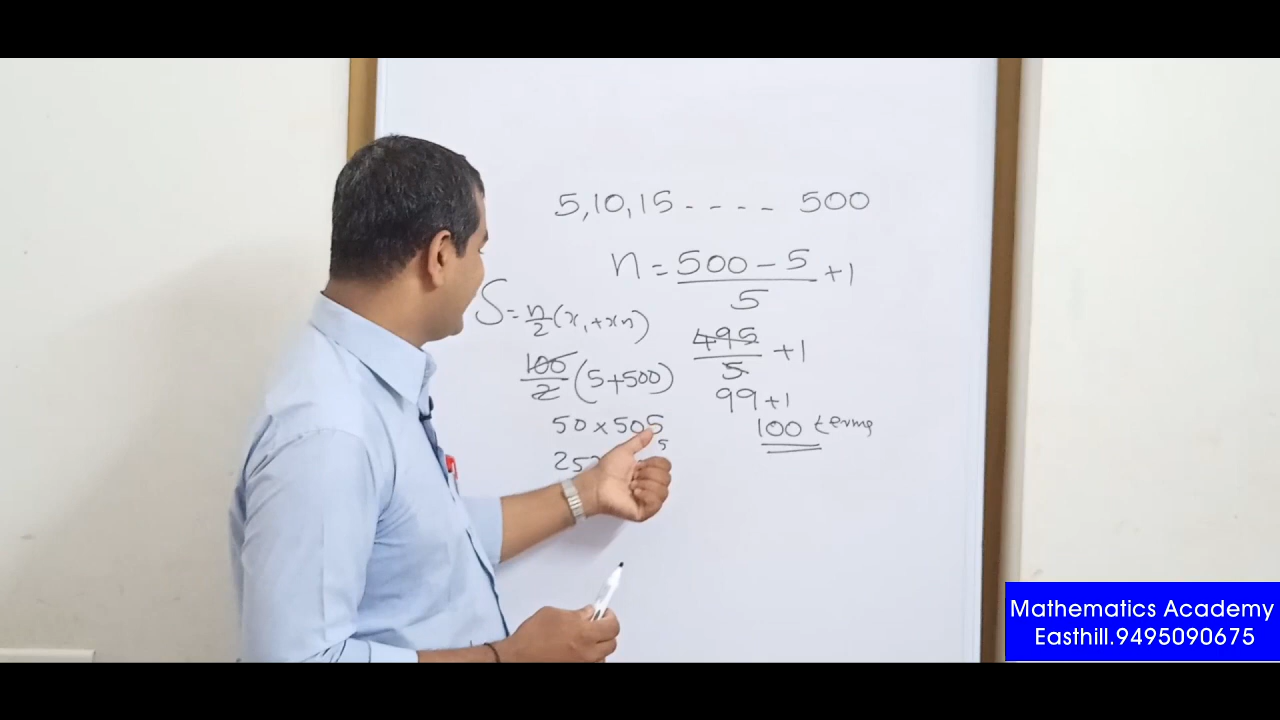 5,10,15 - - - - 500
n = 500 - 5 / 5 + 1
S = n/2 (x₁ + xn)
495/5 + 1
100/2 (5+500)
99+1
50 × 505
100 terms
5
Mathematics Academy
Easthill.9495090675